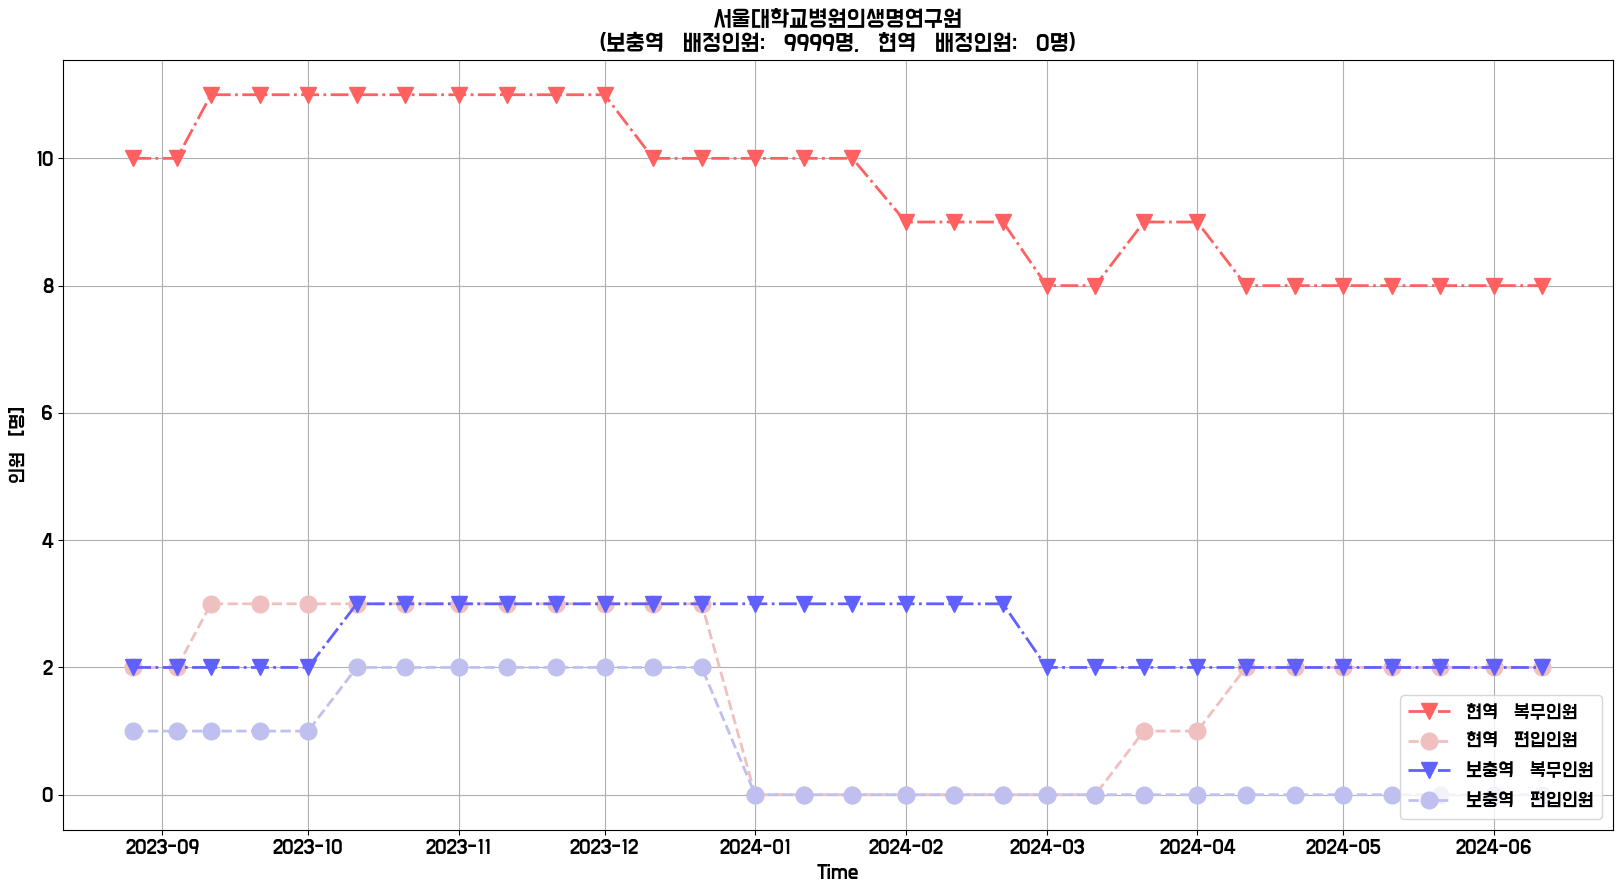 서울대학교병원의생명연구원
(보충역 배정인원: 9999명, 현역 배정인원: 0명)
인원 [명]
10
8
6
4
2
0
현역 복무인원
현역 편입인원
보충역 복무인원
보충역 편입인원
2023-09 2023-10 2023-11 2023-12 2024-01 2024-02 2024-03 2024-04 2024-05 2024-06
Time